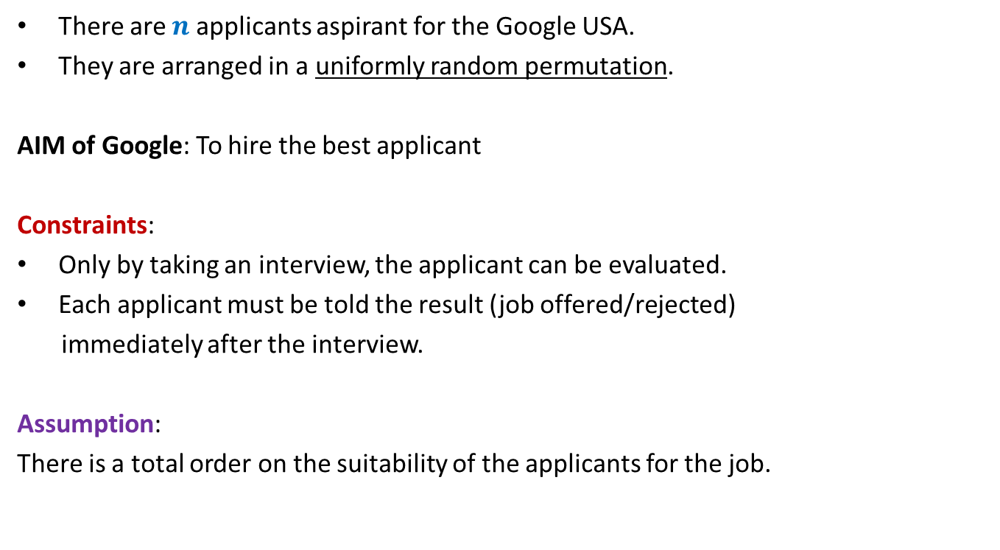 • There are n applicants aspirant for the Google USA.
• They are arranged in a uniformly random permutation.
AIM of Google: To hire the best applicant
Constraints:
• Only by taking an interview, the applicant can be evaluated.
• Each applicant must be told the result (job offered/rejected)
immediately after the interview.
Assumption:
There is a total order on the suitability of the applicants for the job.